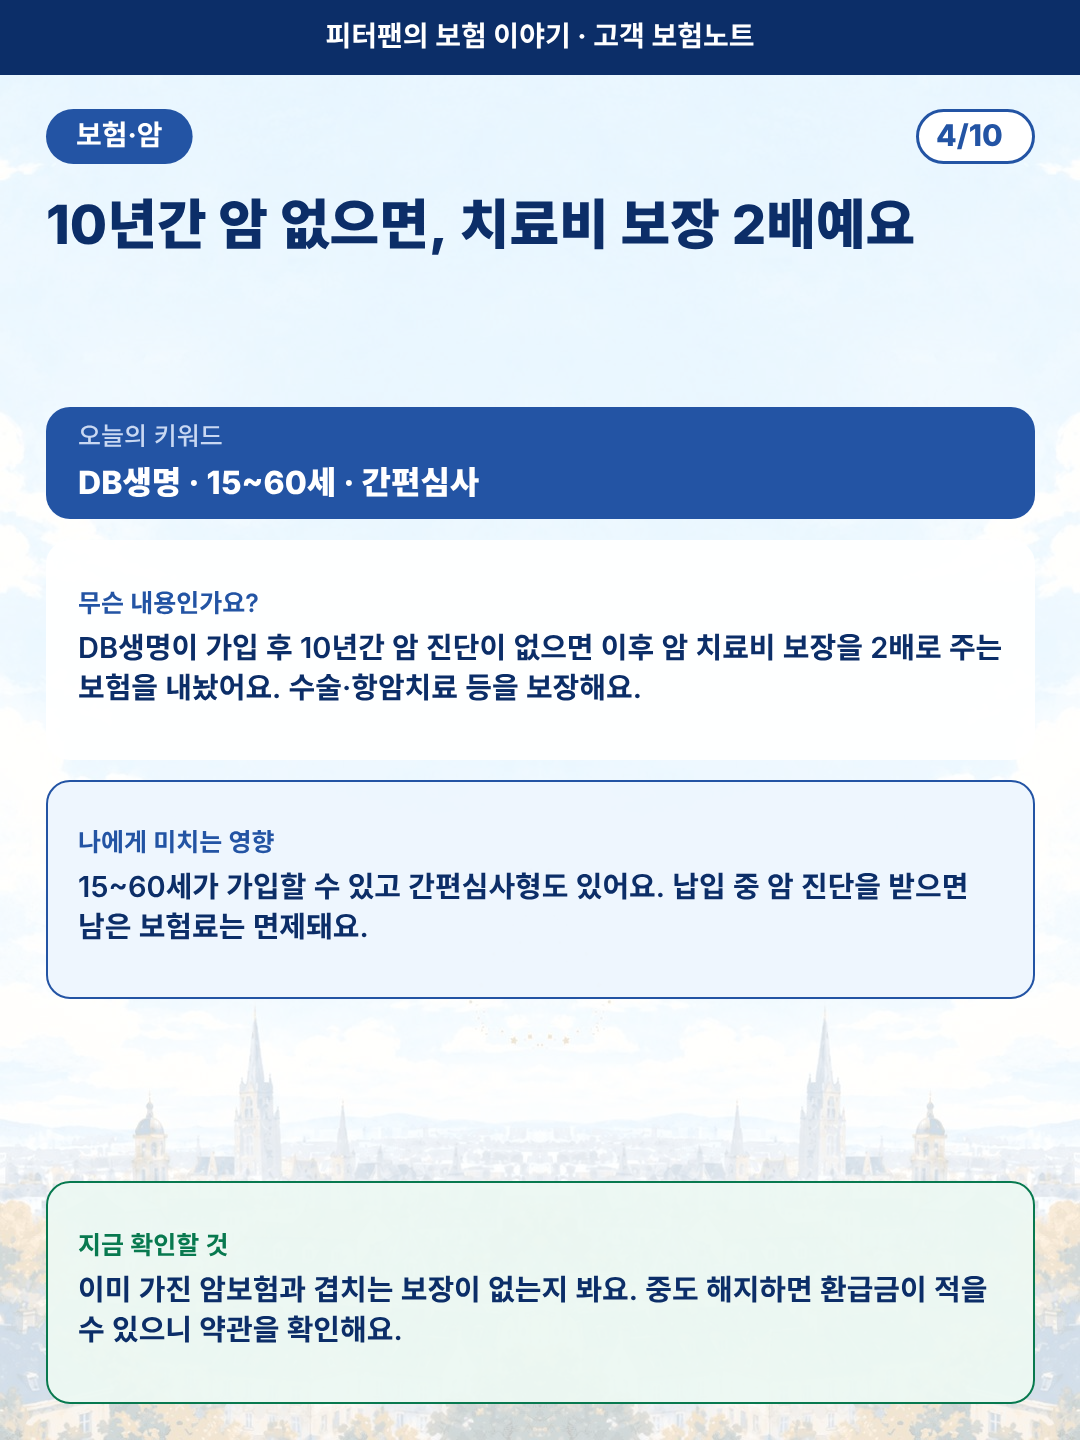 피터팬의 보험 이야기 · 고객 보험노트
보험·암
4/10
10년간 암 없으면, 치료비 보장 2배예요
오늘의 키워드
DB생명 · 15~60세 · 간편심사
무슨 내용인가요?
DB생명이 가입 후 10년간 암 진단이 없으면 이후 암 치료비 보장을 2배로 주는
보험을 내놨어요. 수술·항암치료 등을 보장해요.
나에게 미치는 영향
15~60세가 가입할 수 있고 간편심사형도 있어요. 납입 중 암 진단을 받으면
남은 보험료는 면제돼요.
지금 확인할 것
이미 가진 암보험과 겹치는 보장이 없는지 봐요. 중도 해지하면 환급금이 적을
수 있으니 약관을 확인해요.